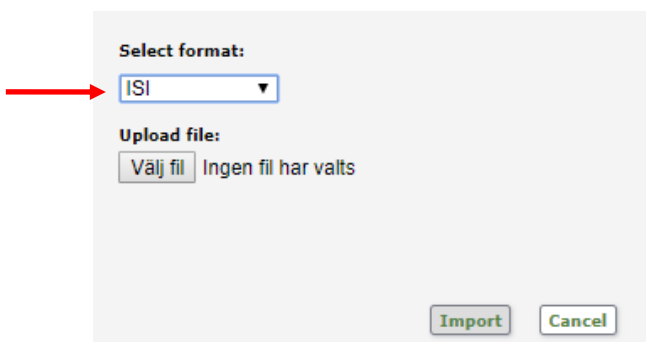 Select format:
ISI
Upload file:
Välj fil Ingen fil har valts
Import Cancel